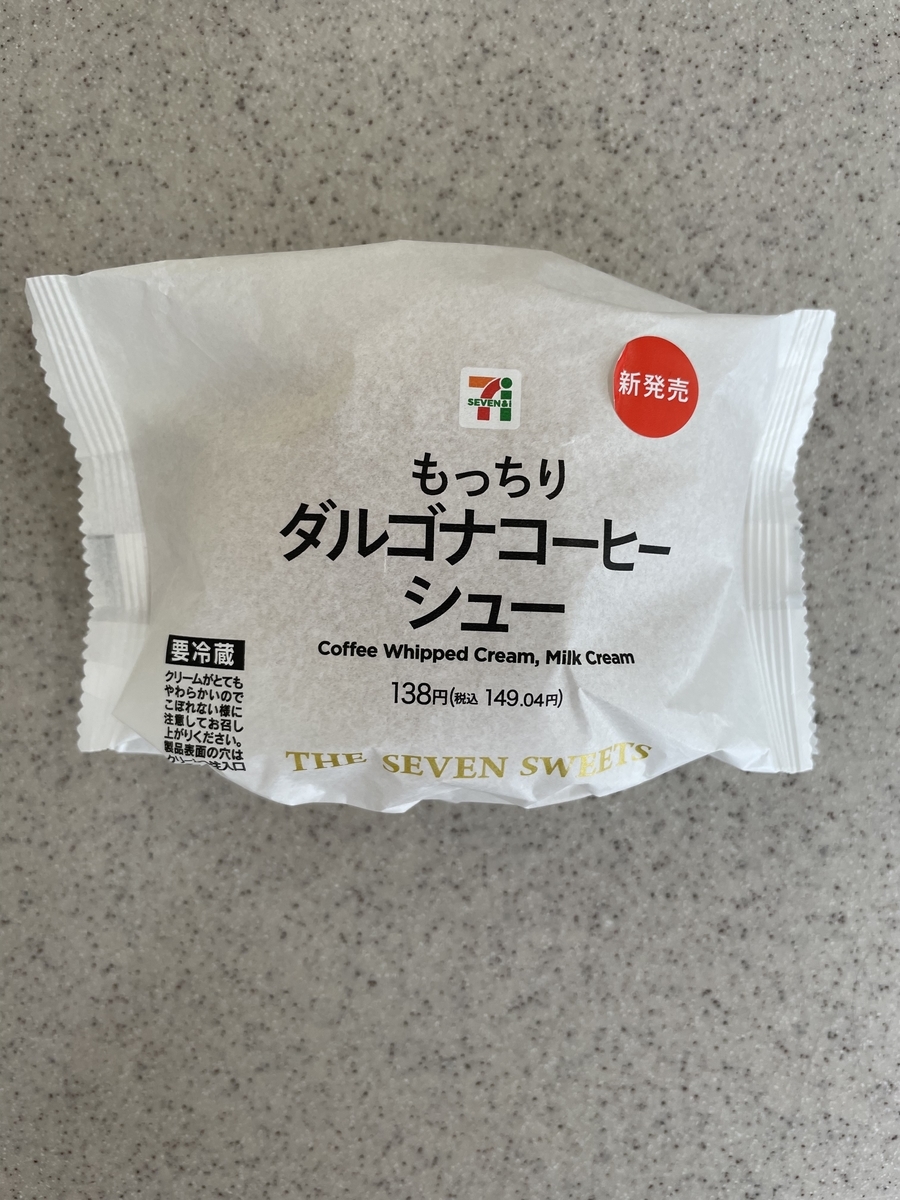 SEVEN&i
新発売
もっちり
ダルゴナコーヒー
シュー
Coffee Whipped Cream, Milk Cream
138円(税込 149.04円)
要冷蔵
クリームがとても
やわらかいので
こぼれない様に
注意してお召し
上がりください。
製品表面の穴は
THE SEVEN SWEETS